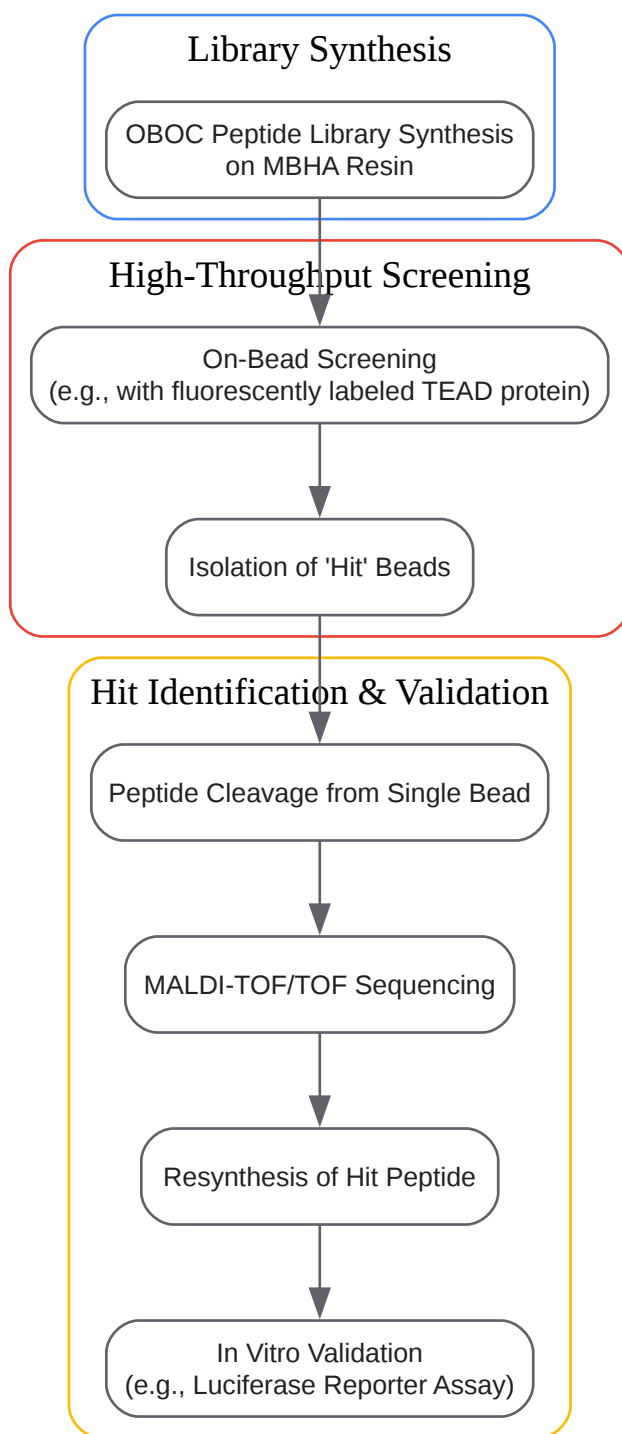 Library Synthesis
OBOC Peptide Library Synthesis
on MBHA Resin
High-Throughput Screening
On-Bead Screening
(e.g., with fluorescently labeled TEAD protein)
Isolation of 'Hit' Beads
Hit Identification & Validation
Peptide Cleavage from Single Bead
MALDI-TOF/TOF Sequencing
Resynthesis of Hit Peptide
In Vitro Validation
(e.g., Luciferase Reporter Assay)